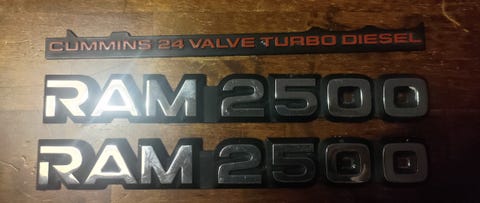 CUMMINS 24 VALVE TURBO DIESEL
RAM 2500
RAM 2500